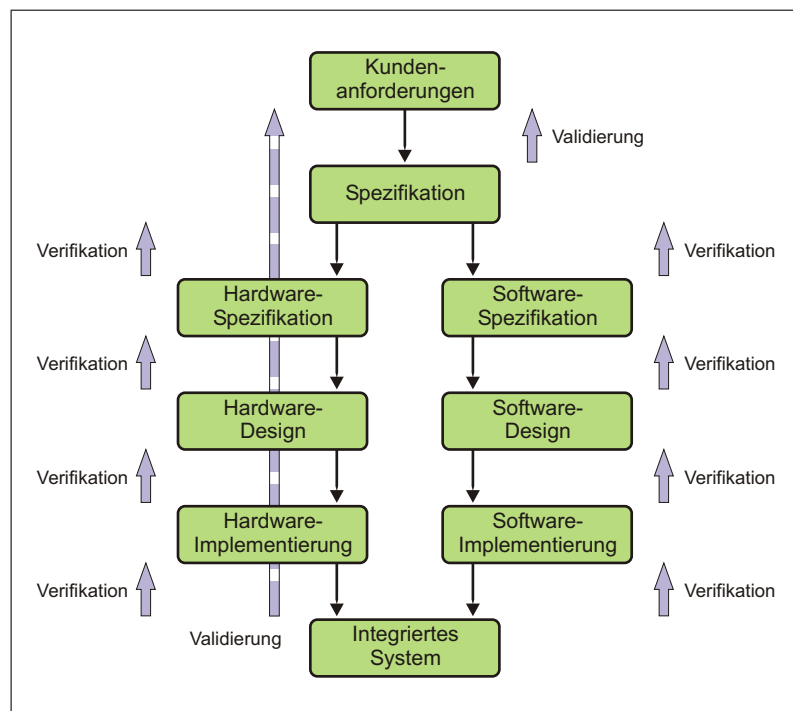 Kunden-
anforderungen
Validierung
Spezifikation
Verifikation
Verifikation
Hardware-
Spezifikation
Software-
Spezifikation
Verifikation
Verifikation
Hardware-
Design
Software-
Design
Verifikation
Verifikation
Hardware-
Implementierung
Software-
Implementierung
Verifikation
Verifikation
Validierung
Integriertes
System